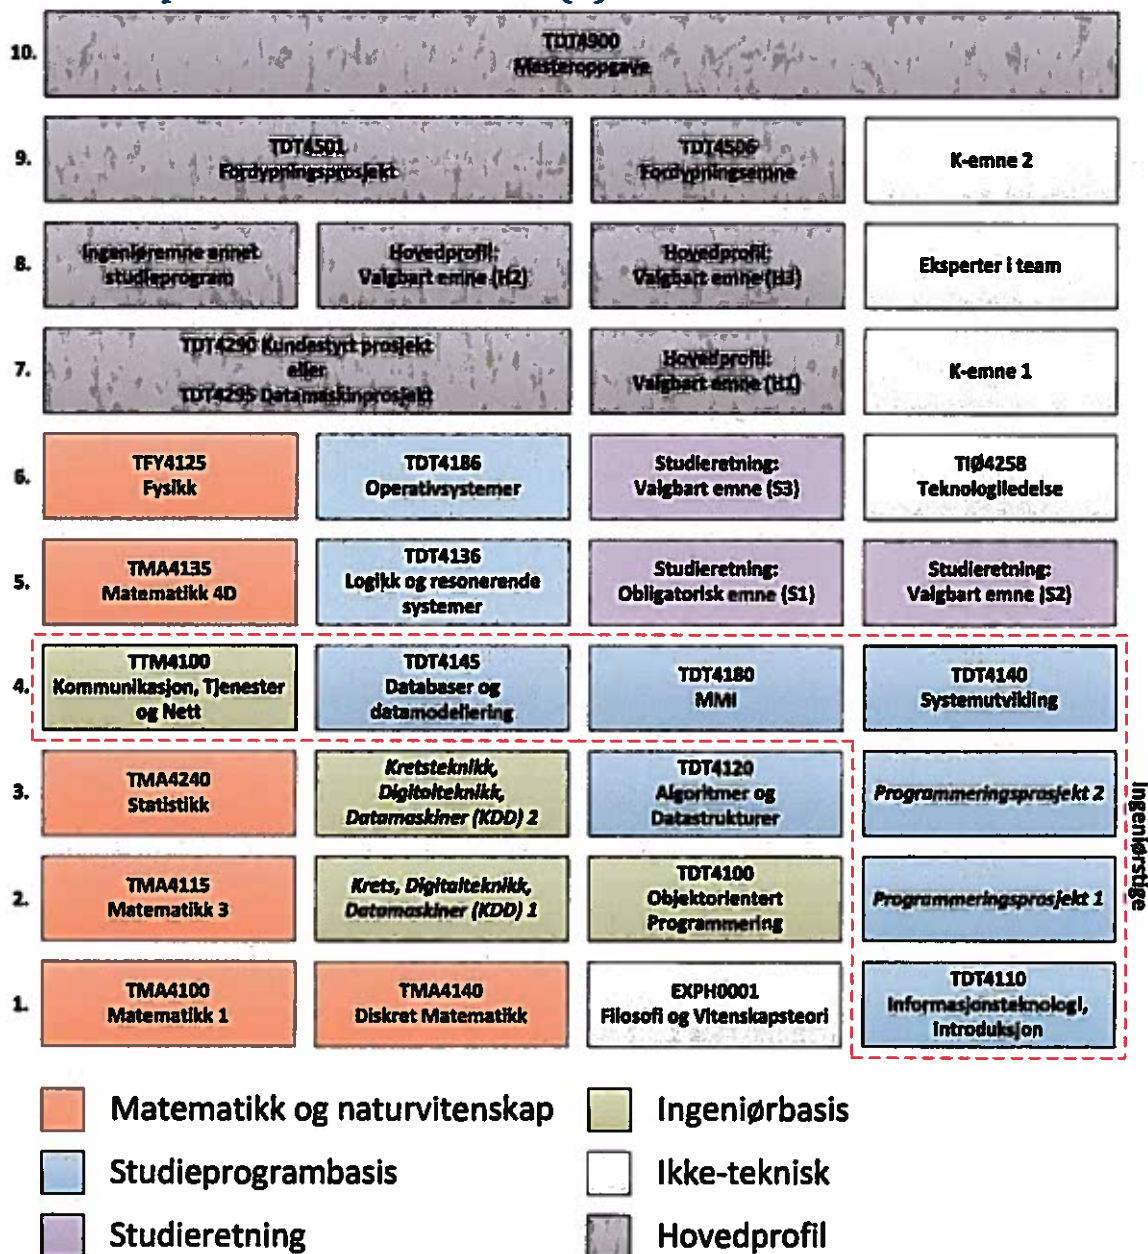 10.
TDT4900
Masteroppgave
9.
TDT4501
Fordypningsprosjekt
TDT4506
Fordypningsemne
K-emne 2
8.
Ingeniøremne annet
studieprogram
Hovedprofil:
Valgbart emne (H2)
Hovedprofil:
Valgbart emne (H3)
Eksperter i team
7.
TDT4290 Kundestyrt prosjekt
eller
TDT4295 Datamaskinprosjekt
Hovedprofil:
Valgbart emne (H1)
K-emne 1
6.
TFY4125
Fysikk
TDT4186
Operativsystemer
Studieretning:
Valgbart emne (S3)
TIØ4258
Teknologiledelse
5.
TMA4135
Matematikk 4D
TDT4136
Logikk og resonerende
systemer
Studieretning:
Obligatorisk emne (S1)
Studieretning:
Valgbart emne (S2)
4.
TTM4100
Kommunikasjon, Tjenester
og Nett
TDT4145
Databaser og
datamodellering
TDT4180
MMI
TDT4140
Systemutvikling
3.
TMA4240
Statistikk
Kretsteknikk,
Digitalteknikk,
Datamaskiner (KDD) 2
TDT4120
Algoritmer og
Datastrukturer
Programmeringsprosjekt 2
2.
TMA4115
Matematikk 3
Krets, Digitalteknikk,
Datamaskiner (KDD) 1
TDT4100
Objektorientert
Programmering
Programmeringsprosjekt 1
1.
TMA4100
Matematikk 1
TMA4140
Diskret Matematikk
EXPH0001
Filosofi og Vitenskapsteori
TDT4110
Informasjonsteknologi,
introduksjon
Ingeniørstige
Matematikk og naturvitenskap
Ingeniørbasis
Studieprogrambasis
Ikke-teknisk
Studieretning
Hovedprofil